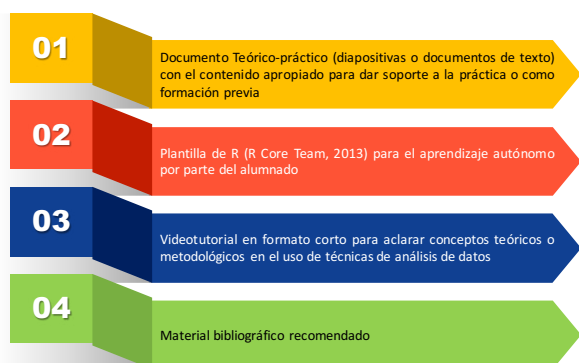 01
Documento Teórico-práctico (diapositivas o documentos de texto)
con el contenido apropiado para dar soporte a la práctica o como
formación previa
02
Plantilla de R (R Core Team, 2013) para el aprendizaje autónomo
por parte del alumnado
03
Videotutorial en formato corto para aclarar conceptos teóricos o
metodológicos en el uso de técnicas de análisis de datos
04
Material bibliográfico recomendado